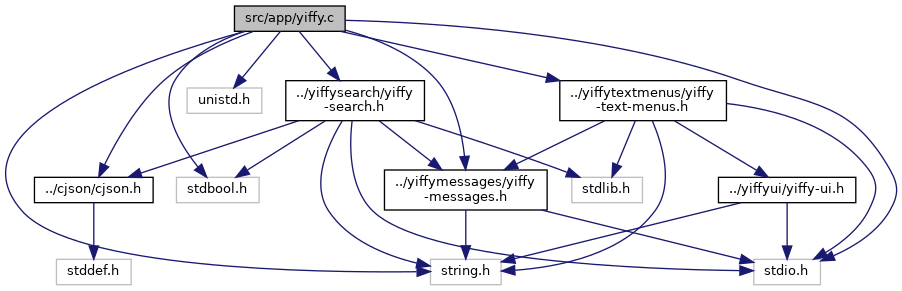 src/app/yiffy.c
unistd.h
../yiffysearch/yiffy
-search.h
../yiffytextmenus/yiffy
-text-menus.h
../cjson/cjson.h
stdbool.h
../yiffymessages/yiffy
-messages.h
stdlib.h
../yiffyui/yiffy-ui.h
stddef.h
string.h
stdio.h